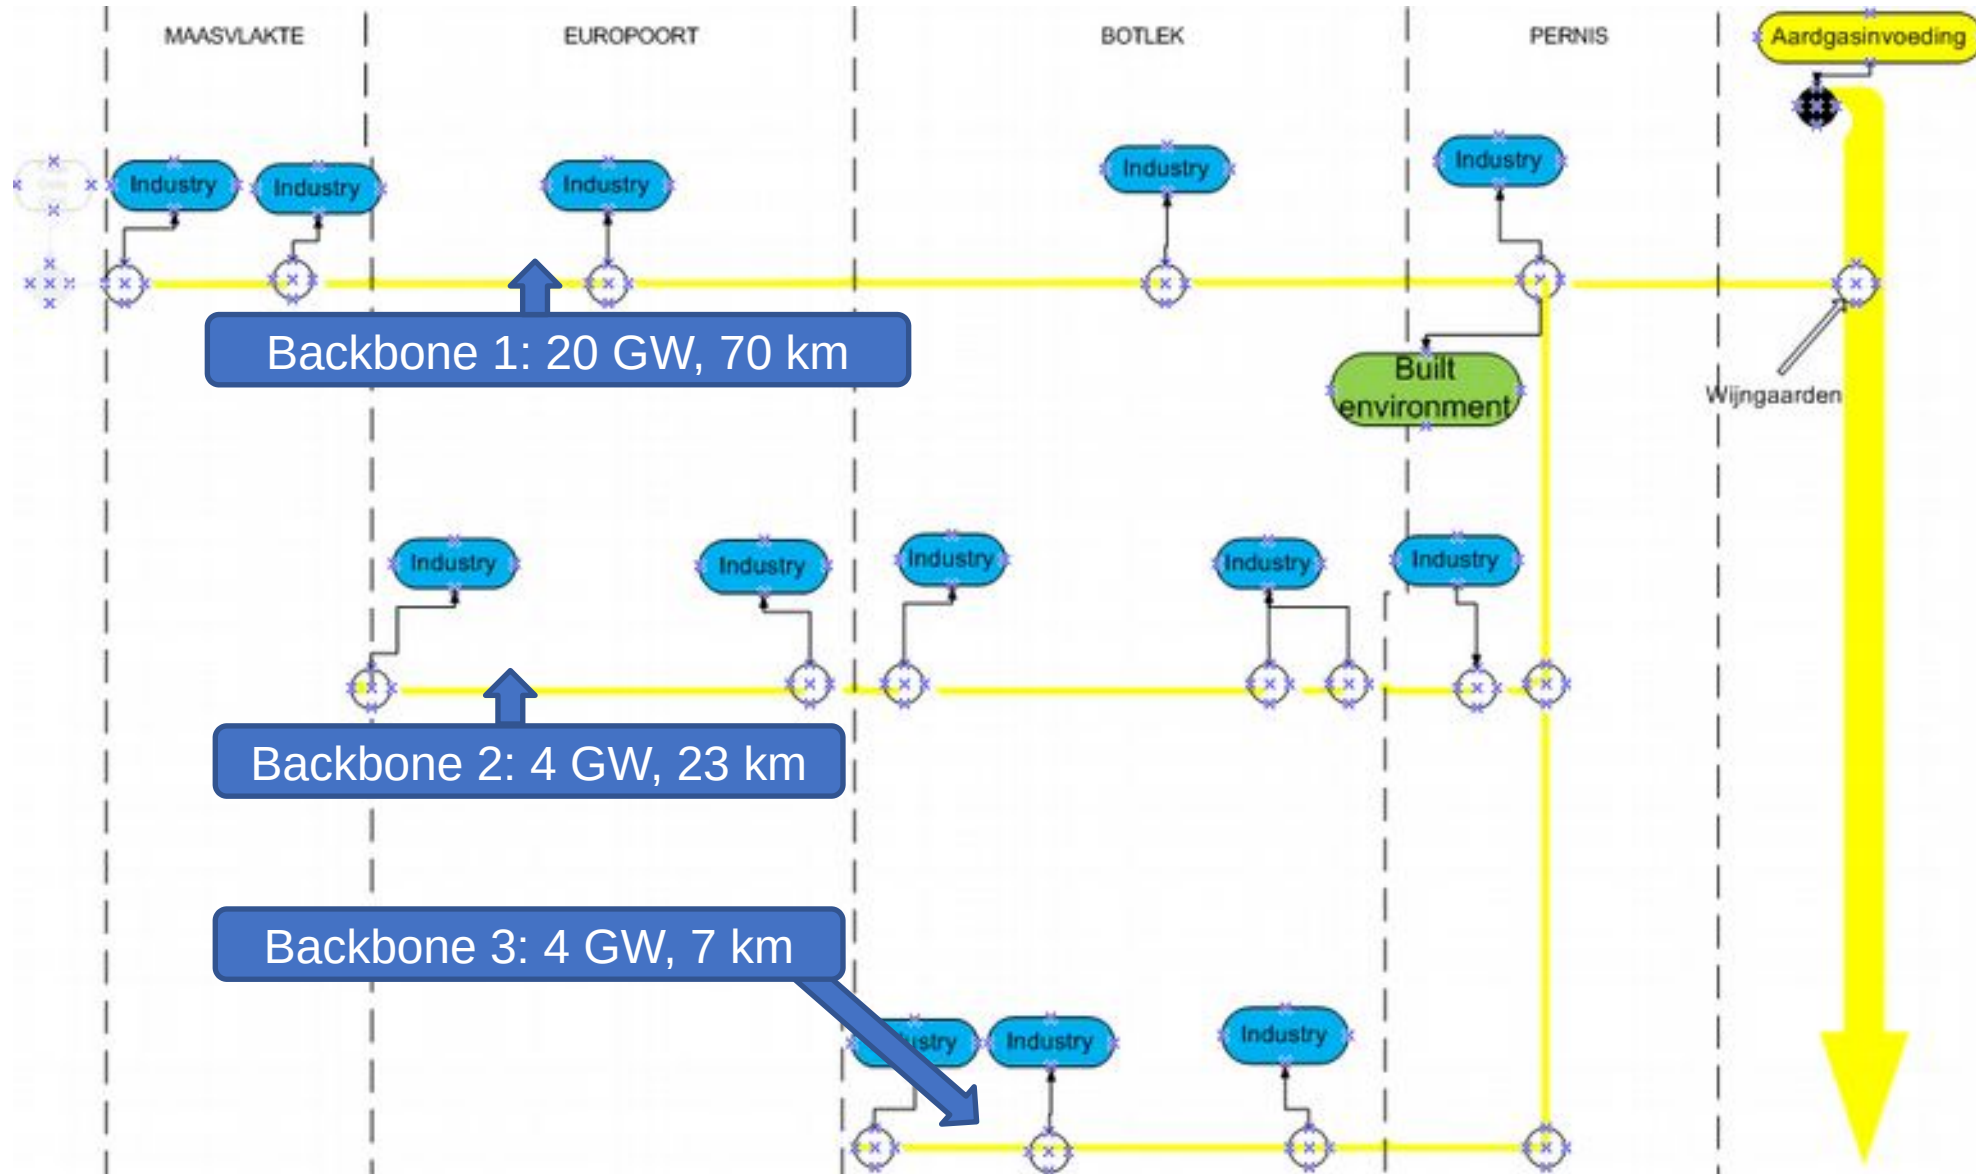 MAASVLAKTE
EUROPOORT
BOTLEK
PERNIS
Aardgasinvoeding
Industry
Industry
Industry
Industry
Industry
Backbone 1: 20 GW, 70 km
Built
environment
Wijngaarden
Industry
Industry
Industry
Industry
Industry
Backbone 2: 4 GW, 23 km
Backbone 3: 4 GW, 7 km
Industry
Industry